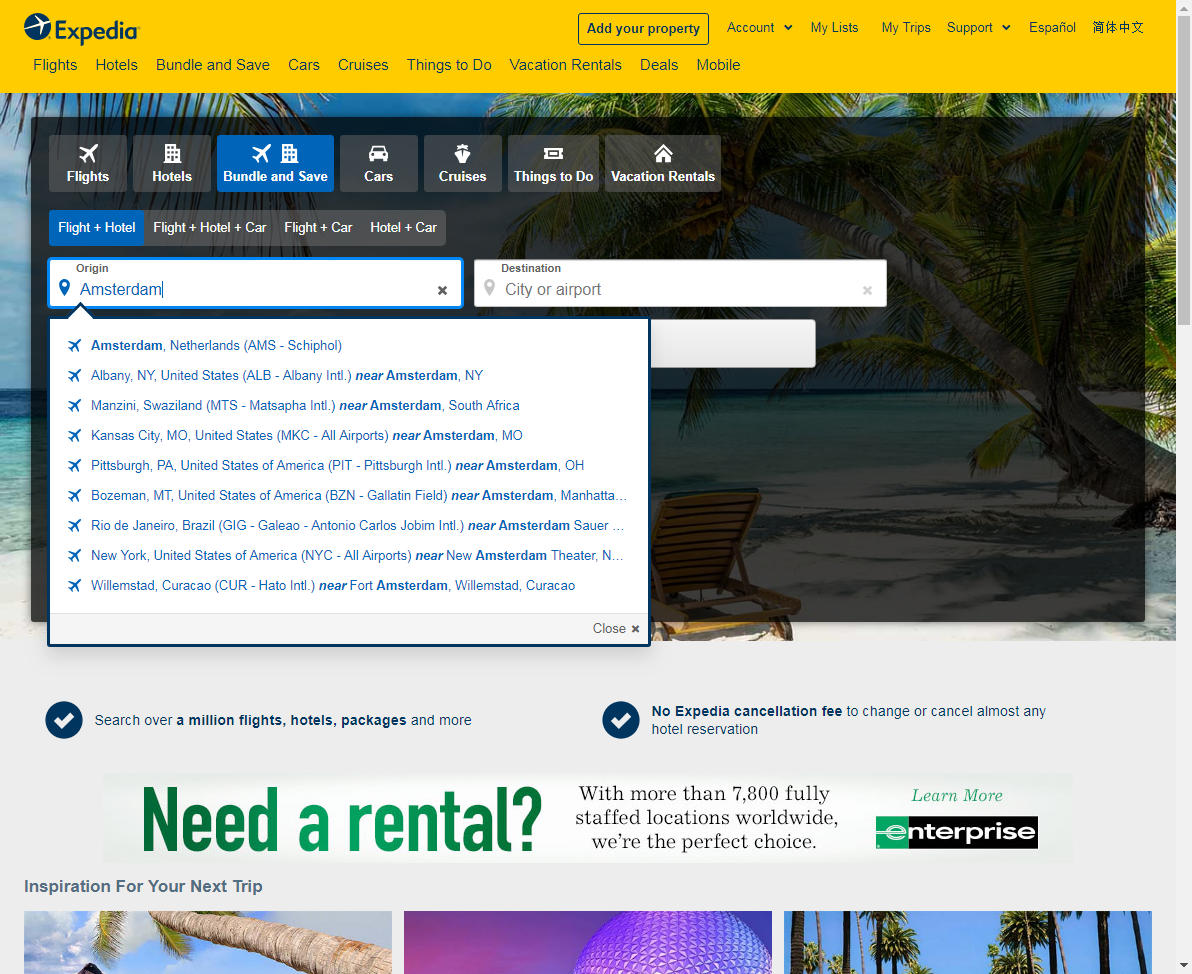 Expedia
Add your property
Account
My Lists
My Trips
Support
Español
简体中文
Flights
Hotels
Bundle and Save
Cars
Cruises
Things to Do
Vacation Rentals
Deals
Mobile
Flights
Hotels
Bundle and Save
Cars
Cruises
Things to Do
Vacation Rentals
Flight + Hotel
Flight + Hotel + Car
Flight + Car
Hotel + Car
Origin
Amsterdam
Destination
City or airport
Amsterdam, Netherlands (AMS - Schiphol)
Albany, NY, United States (ALB - Albany Intl.) near Amsterdam, NY
Manzini, Swaziland (MTS - Matsapha Intl.) near Amsterdam, South Africa
Kansas City, MO, United States (MKC - All Airports) near Amsterdam, MO
Pittsburgh, PA, United States of America (PIT - Pittsburgh Intl.) near Amsterdam, OH
Bozeman, MT, United States of America (BZN - Gallatin Field) near Amsterdam, Manhatta...
Rio de Janeiro, Brazil (GIG - Galeao - Antonio Carlos Jobim Intl.) near Amsterdam Sauer ...
New York, United States of America (NYC - All Airports) near New Amsterdam Theater, N...
Willemstad, Curacao (CUR - Hato Intl.) near Fort Amsterdam, Willemstad, Curacao
Close
Search over a million flights, hotels, packages and more
No Expedia cancellation fee to change or cancel almost any
hotel reservation
Need a rental?
With more than 7,800 fully
staffed locations worldwide,
we're the perfect choice.
Learn More
enterprise
Inspiration For Your Next Trip